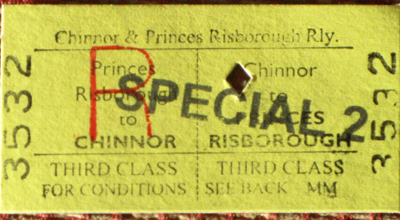 Chinnor & Princes Risborough Rly.
Princes Chinnor
Risborough to
to PRINCES
CHINNOR RISBOROUGH
R
SPECIAL 2
3532 3532
THIRD CLASS THIRD CLASS
FOR CONDITIONS SEE BACK MM